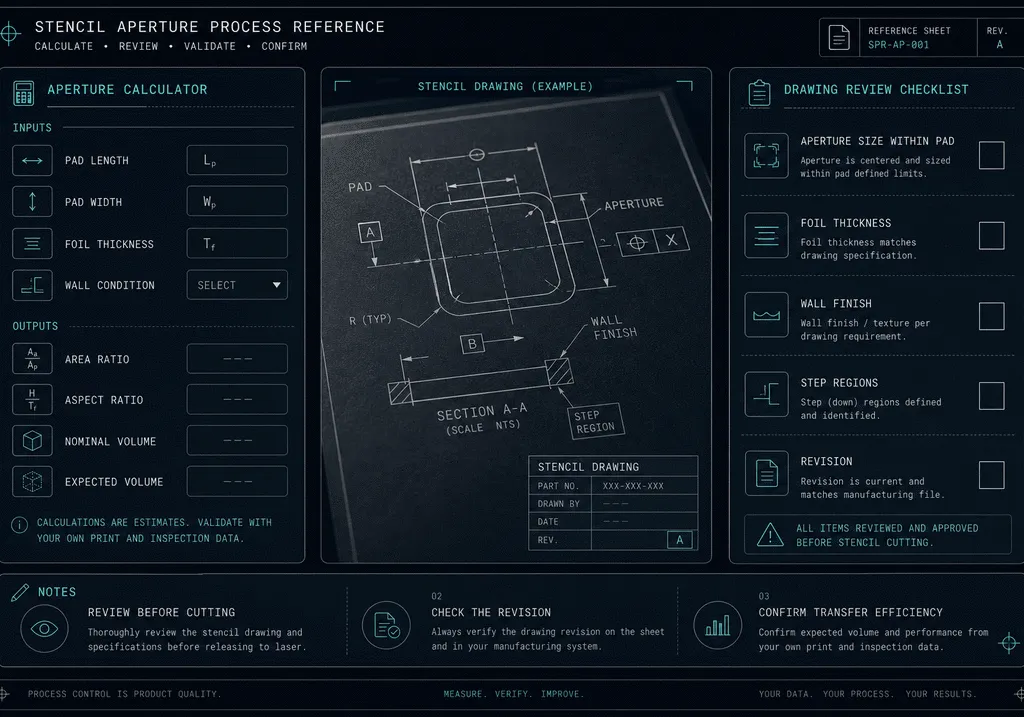 STENCIL APERTURE PROCESS REFERENCE
CALCULATE • REVIEW • VALIDATE • CONFIRM
REFERENCE SHEET
SPR-AP-001
REV.
A
APERTURE CALCULATOR
INPUTS
PAD LENGTH
Lp
PAD WIDTH
Wp
FOIL THICKNESS
Tf
WALL CONDITION
SELECT
OUTPUTS
Aa
Ap
AREA RATIO
---
H
Tf
ASPECT RATIO
---
NOMINAL VOLUME
---
EXPECTED VOLUME
---
CALCULATIONS ARE ESTIMATES. VALIDATE WITH
YOUR OWN PRINT AND INSPECTION DATA.
STENCIL DRAWING (EXAMPLE)
PAD
APERTURE
A
X
R (TYP)
B
WALL
FINISH
SECTION A-A
(SCALE NTS)
STEP
REGION
STENCIL DRAWING
PART NO. XXX-XXX-XXX
DRAWN BY ---
DATE ---
REV. A
DRAWING REVIEW CHECKLIST
APERTURE SIZE WITHIN PAD
Aperture is centered and sized
within pad defined limits.
FOIL THICKNESS
Foil thickness matches
drawing specification.
WALL FINISH
Wall finish / texture per
drawing requirement.
STEP REGIONS
Step (down) regions defined
and identified.
REVISION
Revision is current and
matches manufacturing file.
ALL ITEMS REVIEWED AND APPROVED
BEFORE STENCIL CUTTING.
NOTES
REVIEW BEFORE CUTTING
Thoroughly review the stencil drawing and
specifications before releasing to laser.
02
CHECK THE REVISION
Always verify the drawing revision on the sheet
and in your manufacturing system.
03
CONFIRM TRANSFER EFFICIENCY
Confirm expected volume and performance from
your own print and inspection data.
PROCESS CONTROL IS PRODUCT QUALITY.
MEASURE. VERIFY. IMPROVE.
YOUR DATA. YOUR PROCESS. YOUR RESULTS.